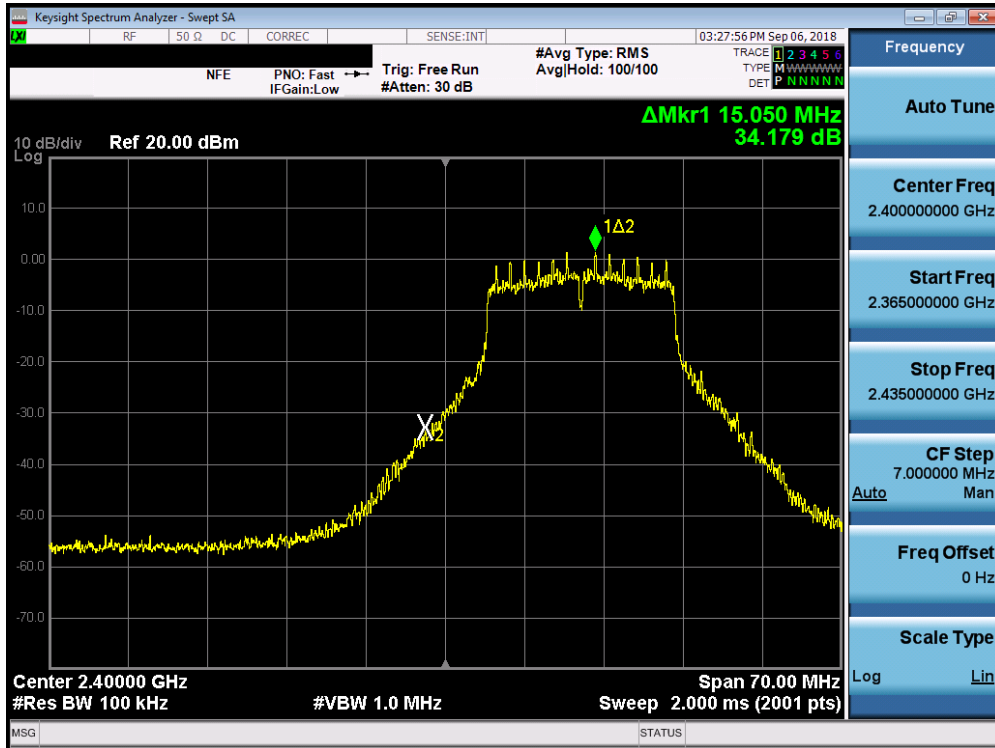 Keysight Spectrum Analyzer - Swept SA
LXI RF 50 Ω DC CORREC SENSE:INT 03:27:56 PM Sep 06, 2018
NFE PNO: Fast Trig: Free Run #Avg Type: RMS TRACE 1 2 3 4 5 6
IFGain:Low #Atten: 30 dB Avg|Hold: 100/100 TYPE M WWWWW
DET P N N N N N
ΔMkr1 15.050 MHz
34.179 dB
10 dB/div Ref 20.00 dBm
Log
10.0
0.00
-10.0
-20.0
-30.0
-40.0
-50.0
-60.0
-70.0
1Δ2
X2
Center 2.40000 GHz Span 70.00 MHz
#Res BW 100 kHz #VBW 1.0 MHz Sweep 2.000 ms (2001 pts)
MSG STATUS
Frequency
Auto Tune
Center Freq
2.400000000 GHz
Start Freq
2.365000000 GHz
Stop Freq
2.435000000 GHz
CF Step
7.000000 MHz
Auto Man
Freq Offset
0 Hz
Scale Type
Log Lin